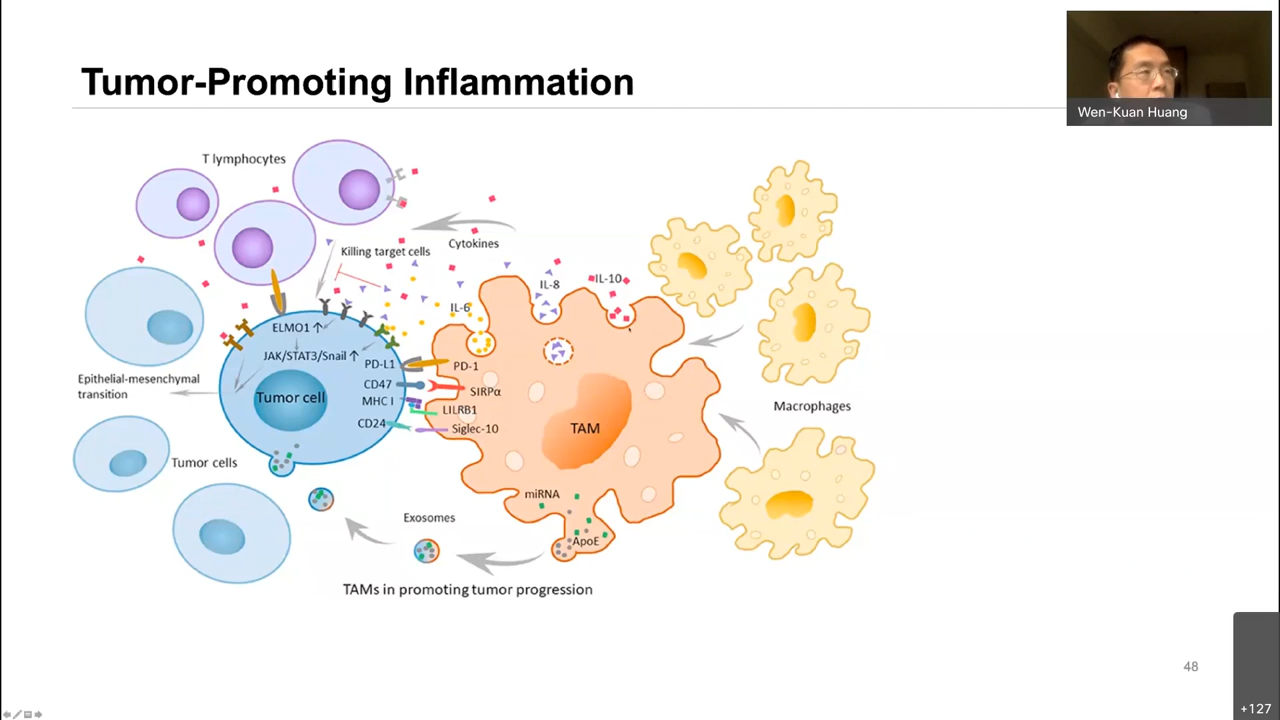 Tumor-Promoting Inflammation
Wen-Kuan Huang
T lymphocytes
Killing target cells
Cytokines
IL-6
IL-8
IL-10
ELMO1 ↑
JAK/STAT3/Snail ↑
PD-L1
PD-1
CD47
SIRPα
MHC I
LILRB1
CD24
Siglec-10
Epithelial-mesenchymal
transition
Tumor cell
TAM
Macrophages
Tumor cells
miRNA
Exosomes
ApoE
TAMs in promoting tumor progression
48
+127